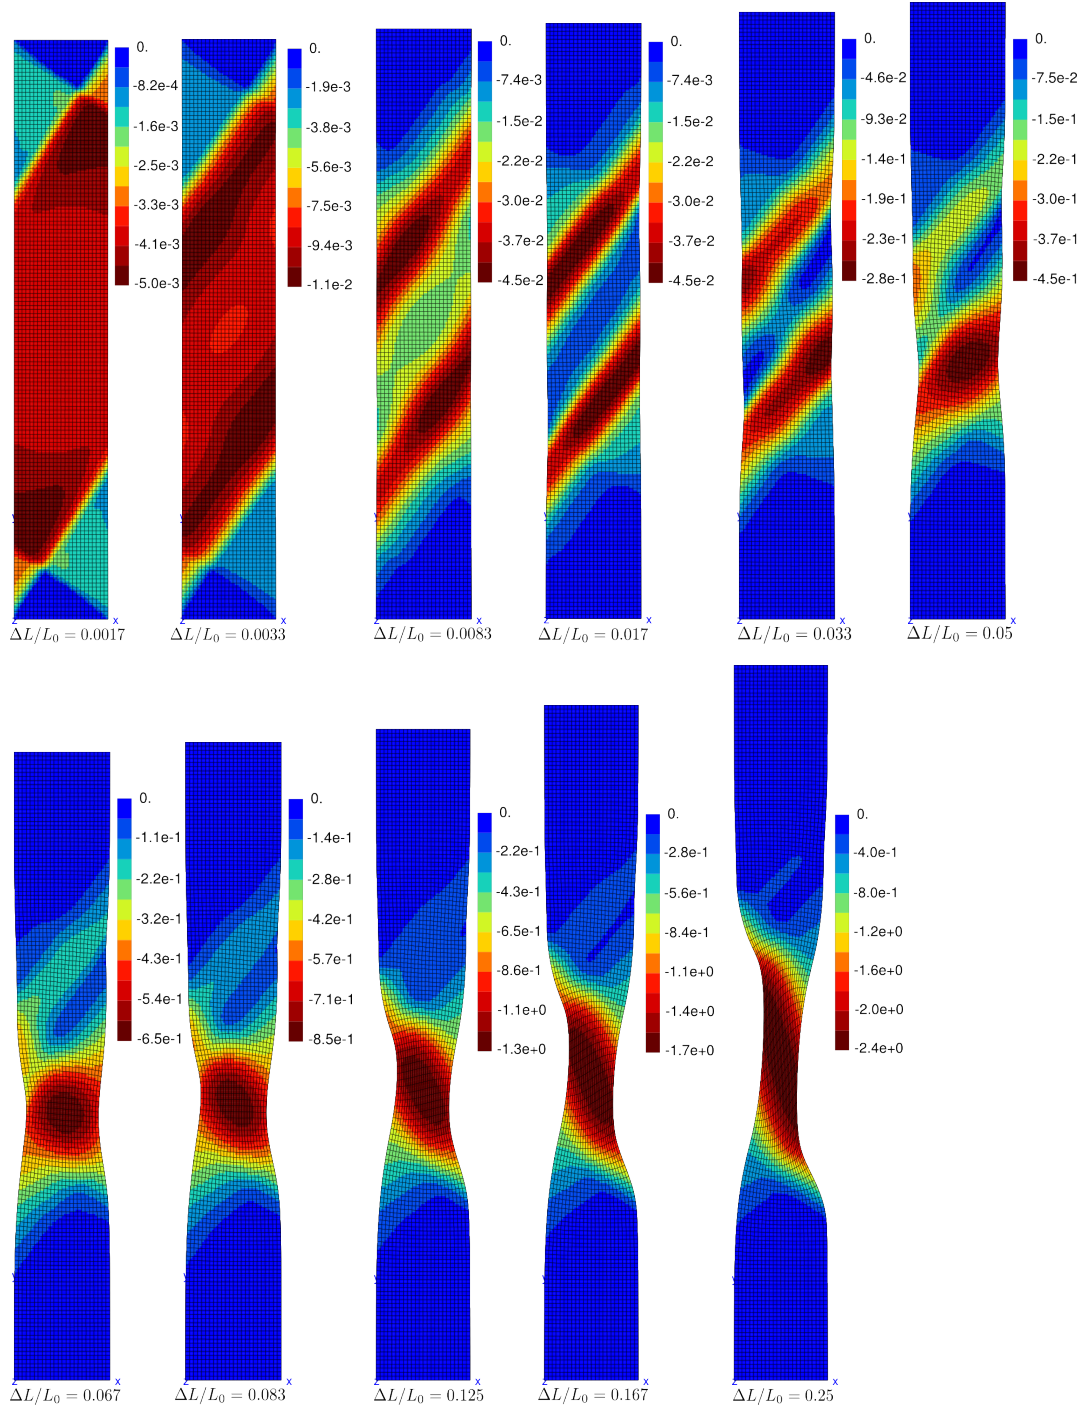 0.
-8.2e-4
-1.6e-3
-2.5e-3
-3.3e-3
-4.1e-3
-5.0e-3
y
z
x
ΔL/L₀ = 0.0017
0.
-1.9e-3
-3.8e-3
-5.6e-3
-7.5e-3
-9.4e-3
-1.1e-2
y
z
x
ΔL/L₀ = 0.0033
0.
-7.4e-3
-1.5e-2
-2.2e-2
-3.0e-2
-3.7e-2
-4.5e-2
y
z
x
ΔL/L₀ = 0.0083
0.
-7.4e-3
-1.5e-2
-2.2e-2
-3.0e-2
-3.7e-2
-4.5e-2
y
z
x
ΔL/L₀ = 0.017
0.
-4.6e-2
-9.3e-2
-1.4e-1
-1.9e-1
-2.3e-1
-2.8e-1
y
z
x
ΔL/L₀ = 0.033
0.
-7.5e-2
-1.5e-1
-2.2e-1
-3.0e-1
-3.7e-1
-4.5e-1
y
z
x
ΔL/L₀ = 0.05
0.
-1.1e-1
-2.2e-1
-3.2e-1
-4.3e-1
-5.4e-1
-6.5e-1
y
z
x
ΔL/L₀ = 0.067
0.
-1.4e-1
-2.8e-1
-4.2e-1
-5.7e-1
-7.1e-1
-8.5e-1
y
z
x
ΔL/L₀ = 0.083
0.
-2.2e-1
-4.3e-1
-6.5e-1
-8.6e-1
-1.1e+0
-1.3e+0
y
z
x
ΔL/L₀ = 0.125
0.
-2.8e-1
-5.6e-1
-8.4e-1
-1.1e+0
-1.4e+0
-1.7e+0
y
z
x
ΔL/L₀ = 0.167
0.
-4.0e-1
-8.0e-1
-1.2e+0
-1.6e+0
-2.0e+0
-2.4e+0
y
z
x
ΔL/L₀ = 0.25